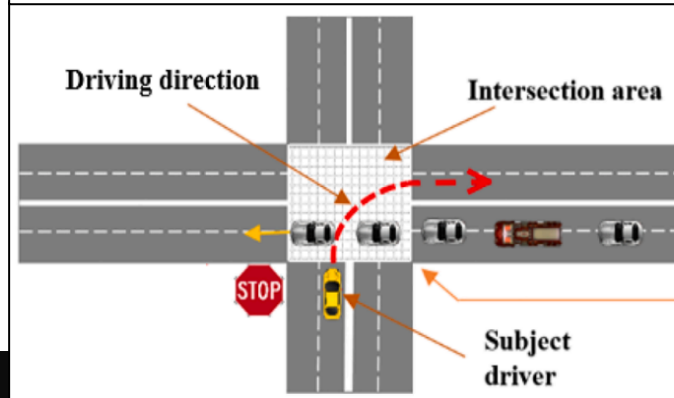 Driving
direction
Intersection area
STOP
Subject
driver